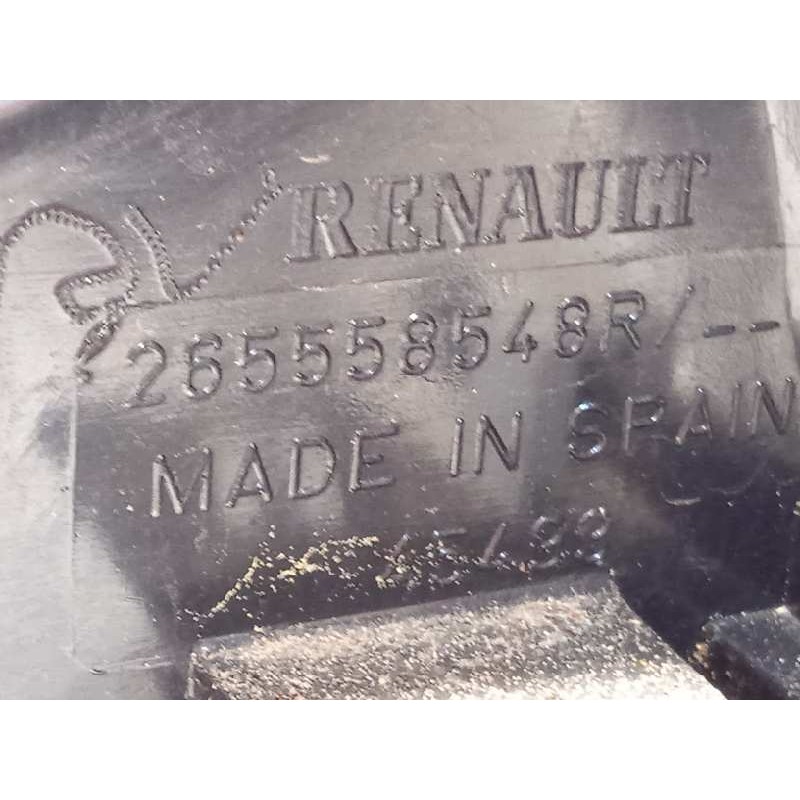 RENAULT
265558548R/--
MADE IN SPAIN